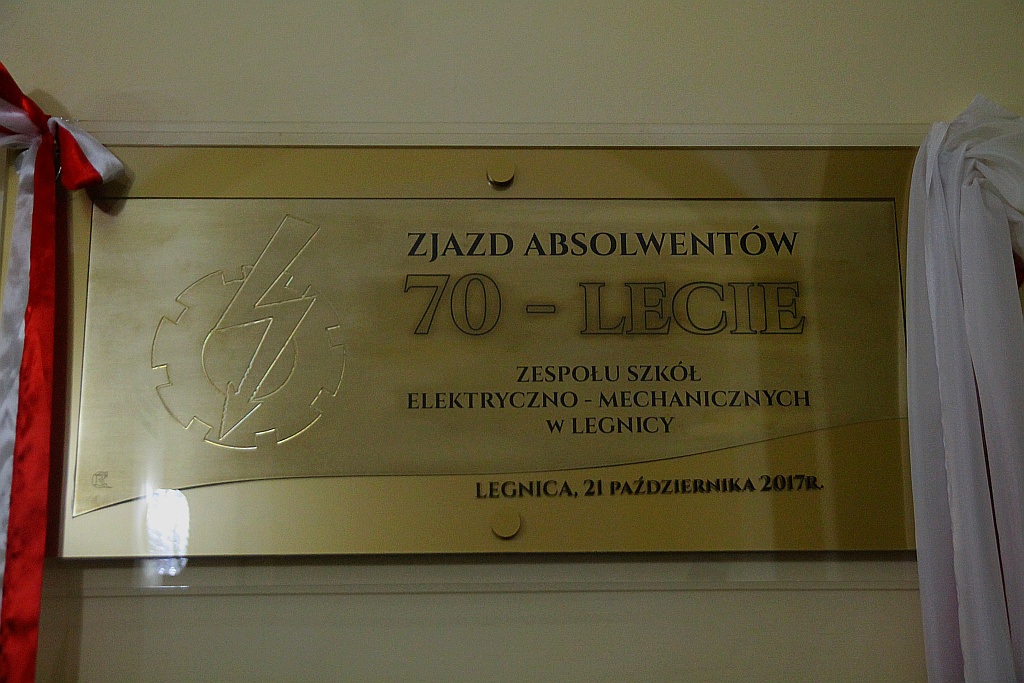 ZJAZD ABSOLWENTÓW
70 - LECIE
ZESPOŁU SZKÓŁ
ELEKTRYCZNO - MECHANICZNYCH
W LEGNICY
LEGNICA, 21 PAŹDZIERNIKA 2017R.